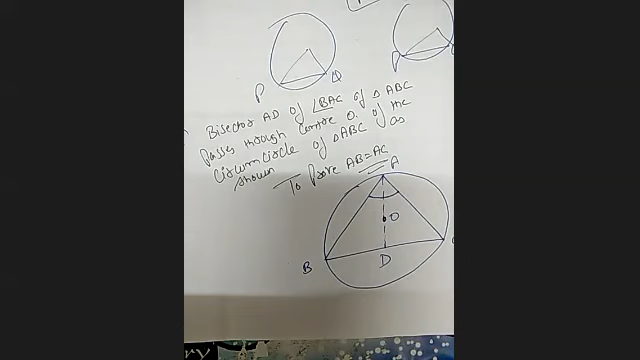 P Q
P
Bisector AD of ∠BAC of △ ABC
passes through centre O. of the
circumcircle of △ABC as
shown
To Prove AB=AC
A
O
B
D